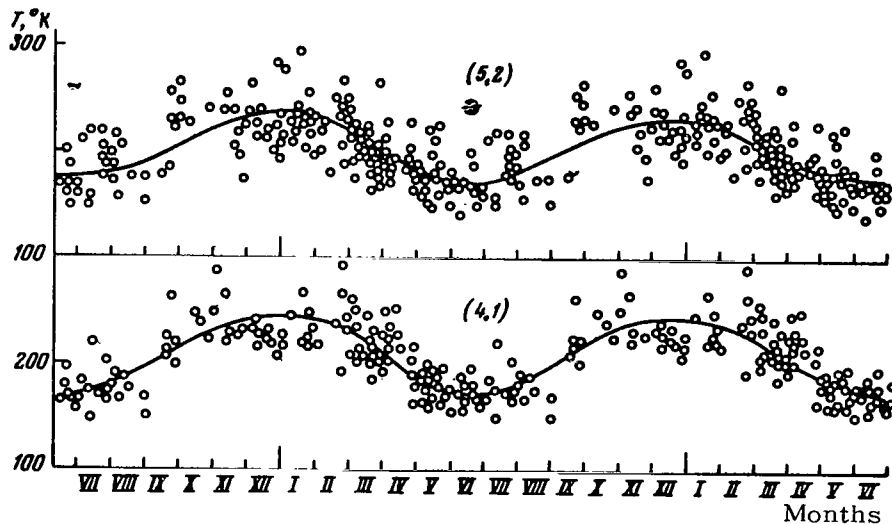 T, °K
300
(5,2)
100
(4,1)
200
100
VII VIII IX X XI XII I II III IV V VI VII VIII IX X XI XII I II III IV V VI
Months